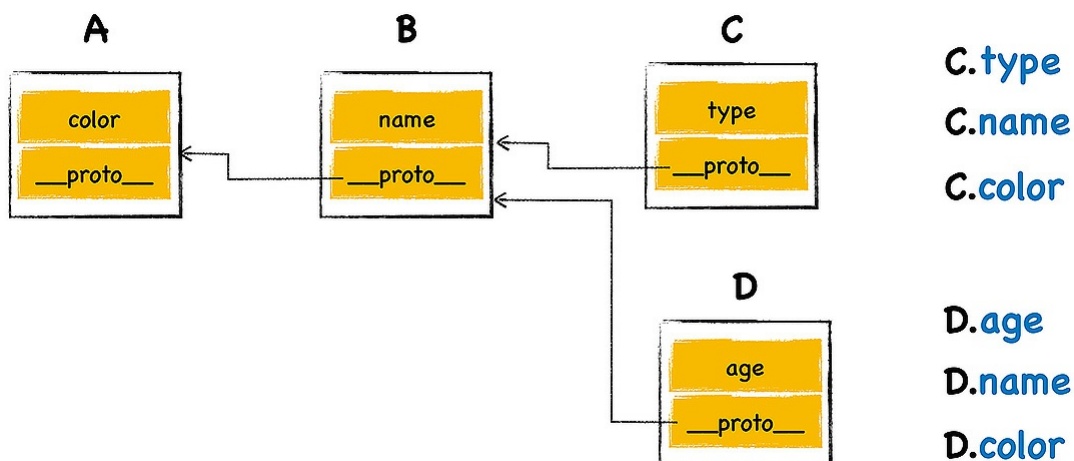 A
color
__proto__
B
name
__proto__
C
type
__proto__
C.type
C.name
C.color
D
age
__proto__
D.age
D.name
D.color